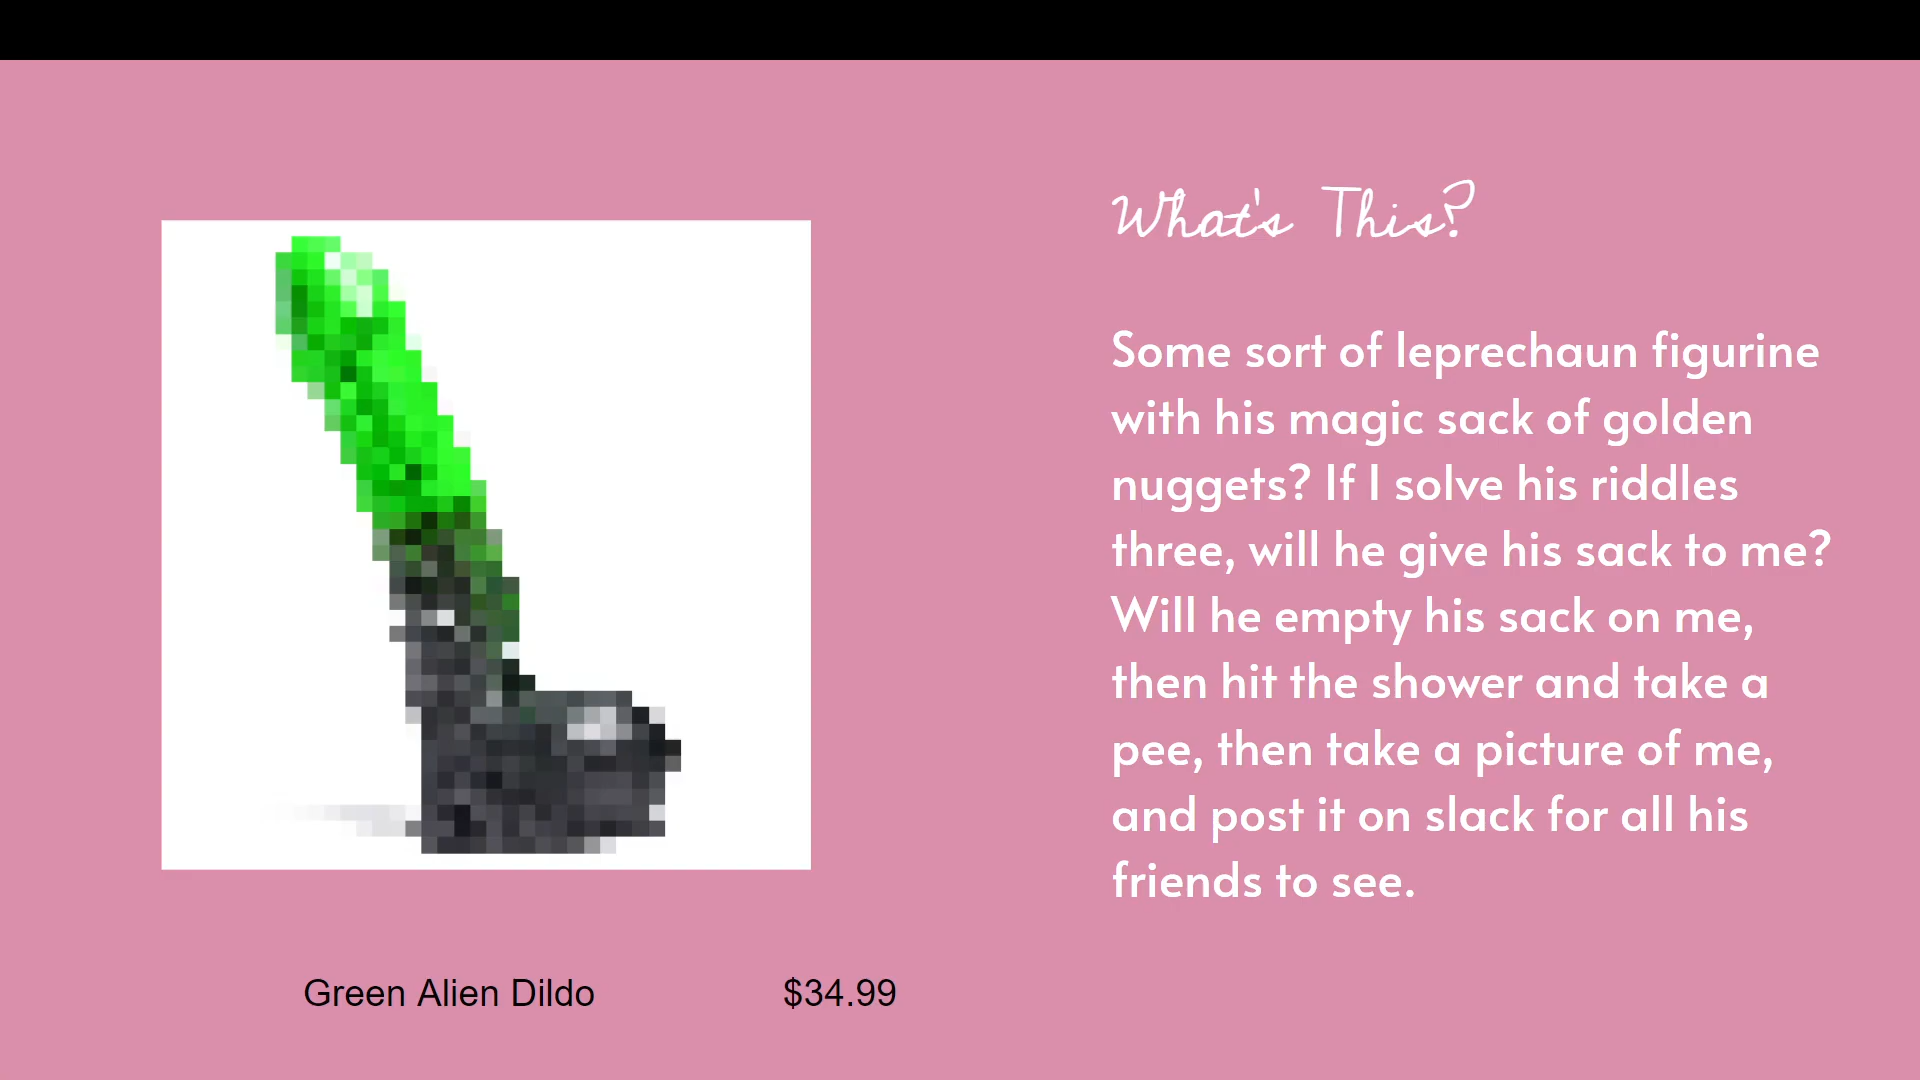 What's This?
Some sort of leprechaun figurine
with his magic sack of golden
nuggets? If I solve his riddles
three, will he give his sack to me?
Will he empty his sack on me,
then hit the shower and take a
pee, then take a picture of me,
and post it on slack for all his
friends to see.
Green Alien Dildo $34.99